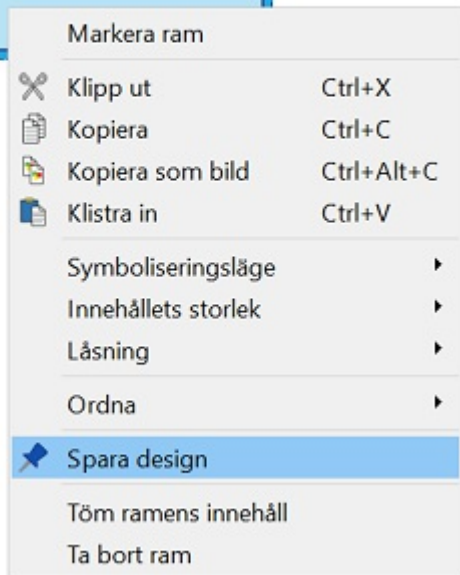 Markera ram
Klipp ut Ctrl+X
Kopiera Ctrl+C
Kopiera som bild Ctrl+Alt+C
Klistra in Ctrl+V
Symboliseringsläge
Innehållets storlek
Låsning
Ordna
Spara design
Töm ramens innehåll
Ta bort ram